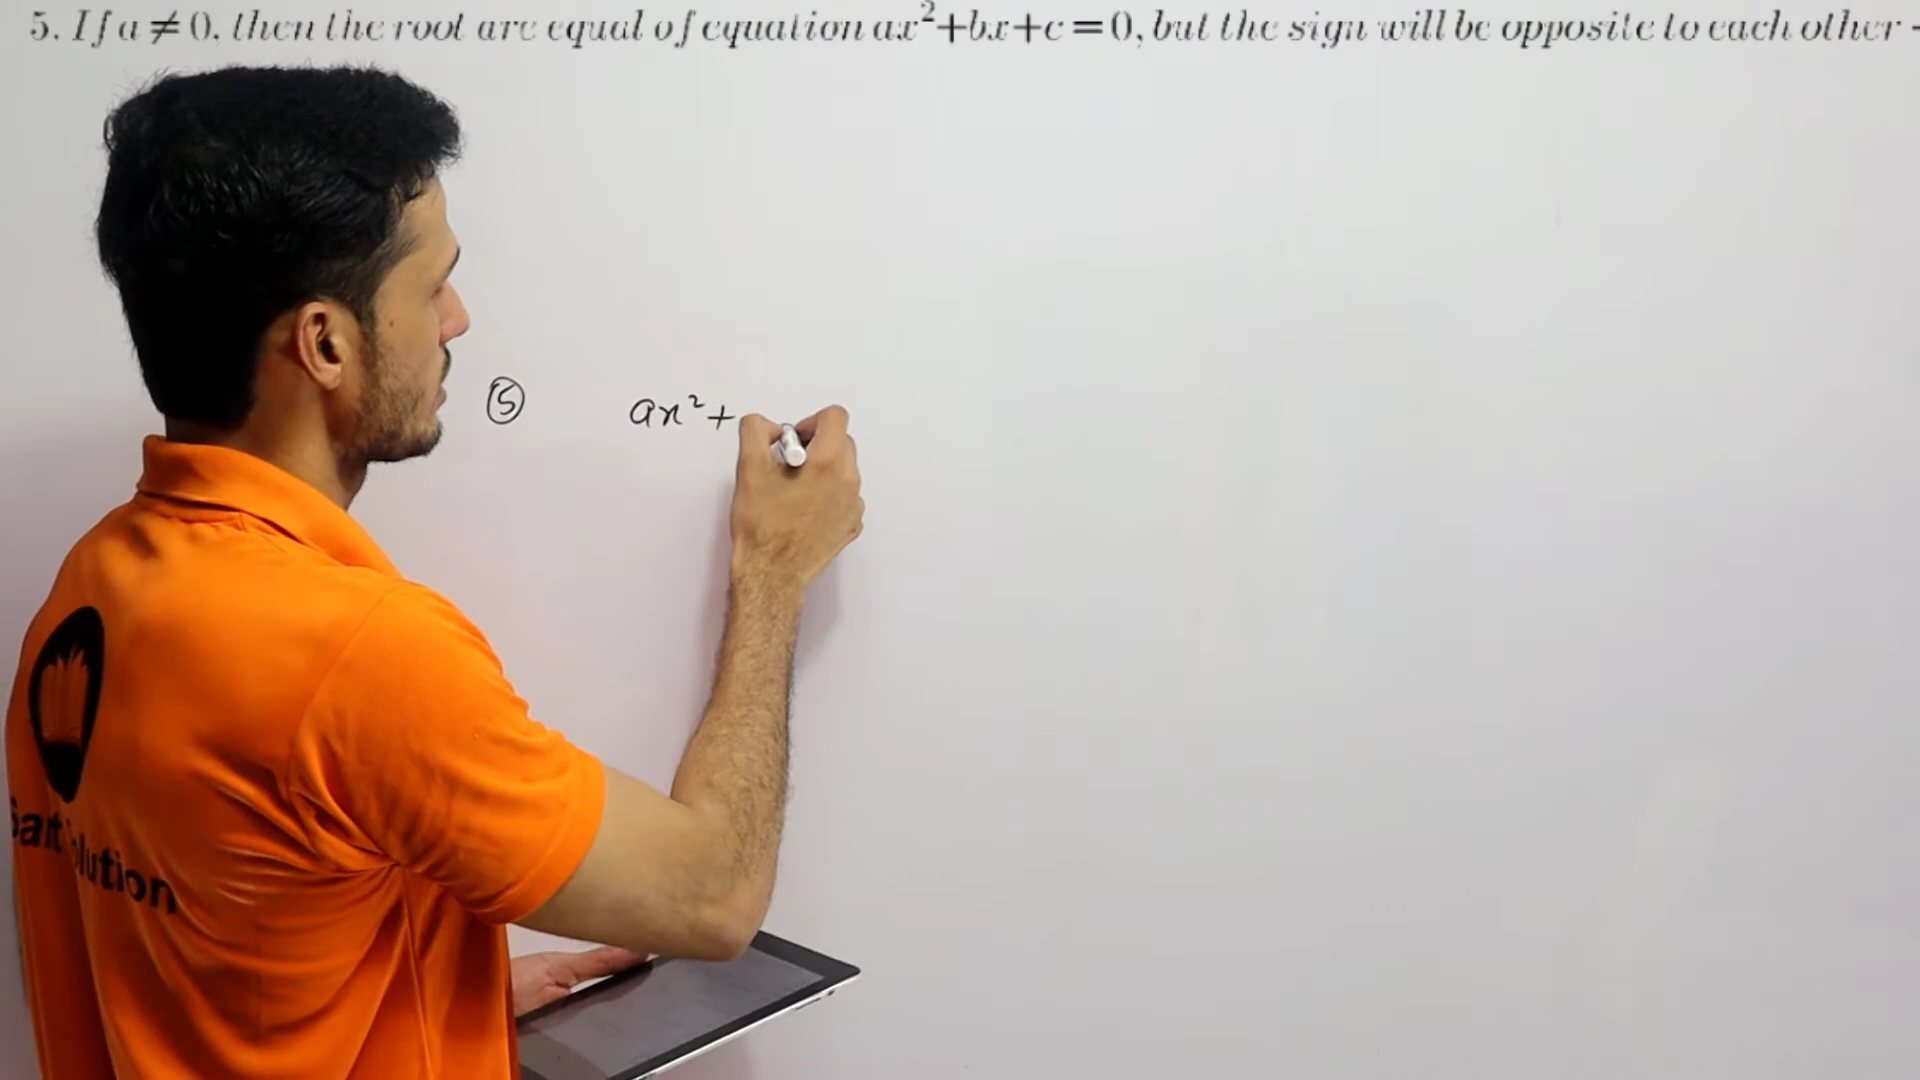 5. If a ≠ 0, then the root are equal of equation ax²+bx+c = 0, but the sign will be opposite to each other -
⑤ ax² +